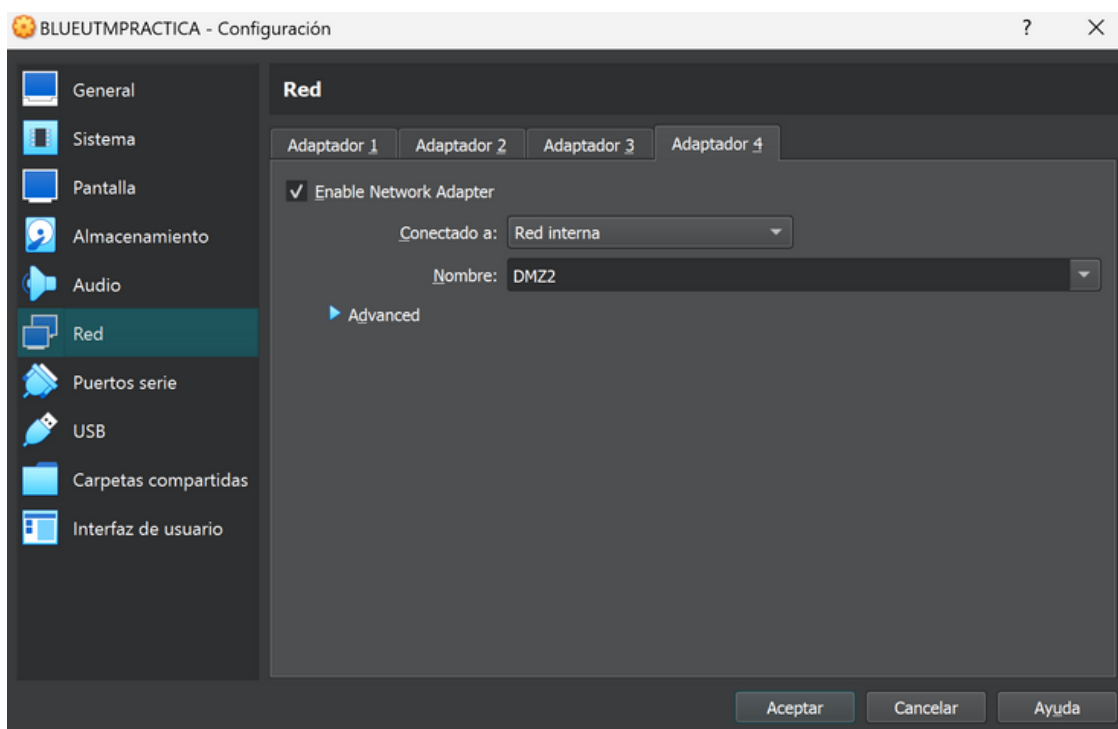 BLUEUTMPRACTICA - Configuración ? ×
General
Sistema
Pantalla
Almacenamiento
Audio
Red
Puertos serie
USB
Carpetas compartidas
Interfaz de usuario
Red
Adaptador 1 Adaptador 2 Adaptador 3 Adaptador 4
Enable Network Adapter
Conectado a: Red interna
Nombre: DMZ2
Advanced
Aceptar Cancelar Ayuda